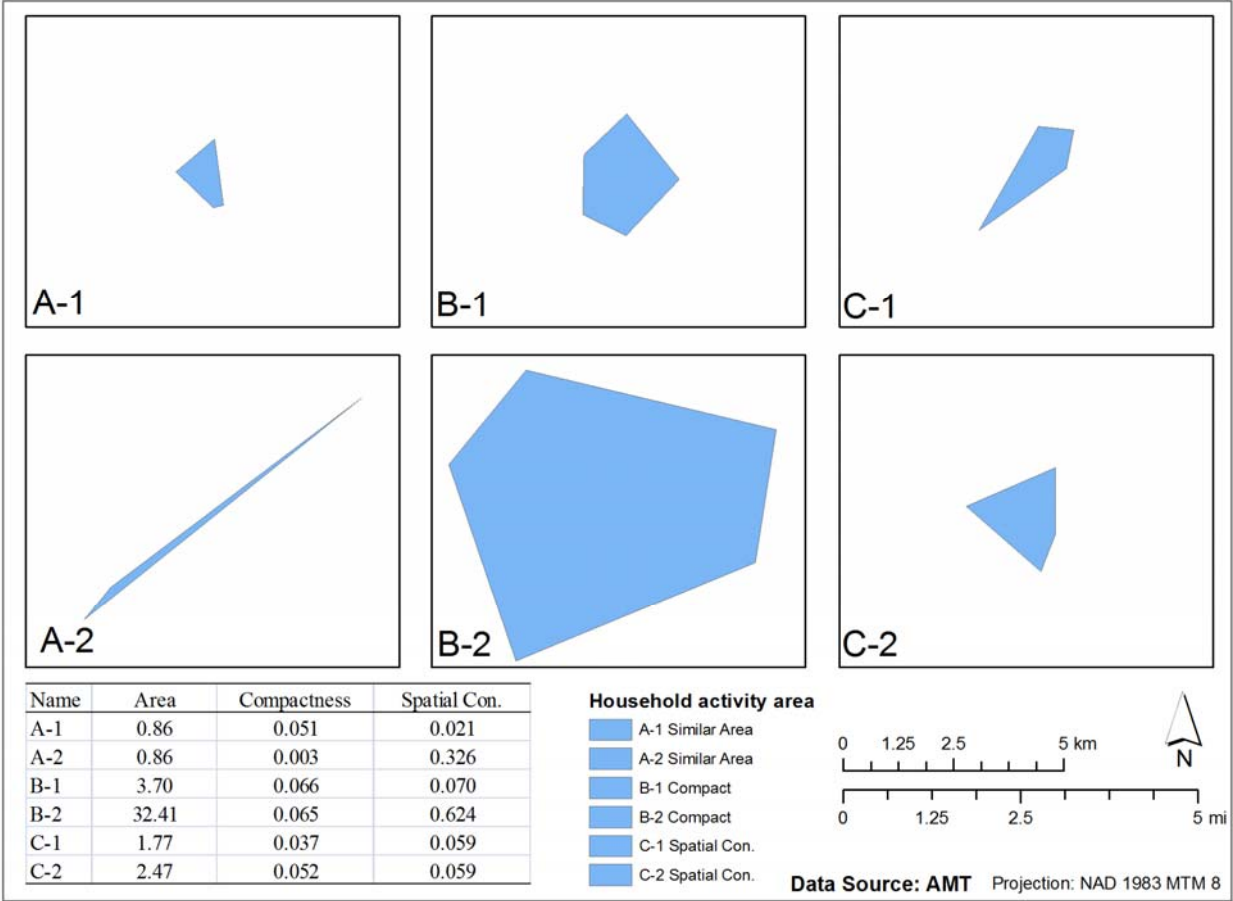 A-1
B-1
C-1
A-2
B-2
C-2
Name Area Compactness Spatial Con.
A-1 0.86 0.051 0.021
A-2 0.86 0.003 0.326
B-1 3.70 0.066 0.070
B-2 32.41 0.065 0.624
C-1 1.77 0.037 0.059
C-2 2.47 0.052 0.059
Household activity area
A-1 Similar Area
A-2 Similar Area
B-1 Compact
B-2 Compact
C-1 Spatial Con.
C-2 Spatial Con.
0 1.25 2.5 5 km
0 1.25 2.5 5 mi
N
Data Source: AMT Projection: NAD 1983 MTM 8